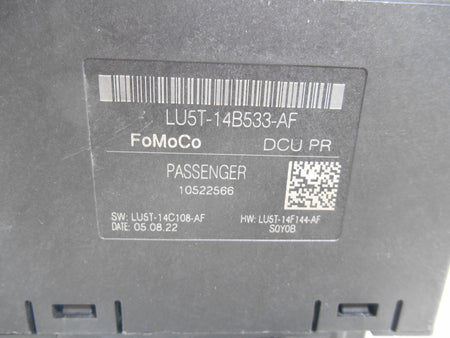 LU5T-14B533-AF
FoMoCo DCU PR
PASSENGER
10522566
SW: LU5T-14C108-AF HW: LU5T-14F144-AF
DATE: 05.08.22 S0Y0B